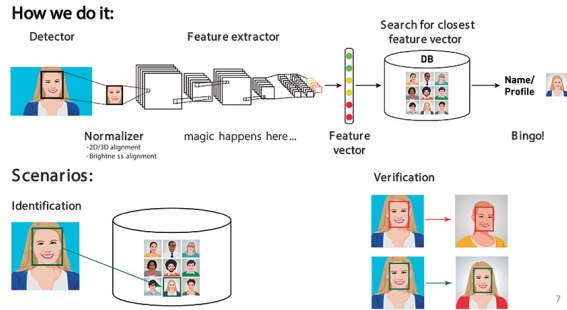 How we do it:
Detector
Feature extractor
Search for closest
feature vector
DB
Name/
Profile
Normalizer
- 2D/3D alignment
- Brightne ss alignment
magic happens here...
Feature
vector
Bingo!
Scenarios:
Identification
Verification
7